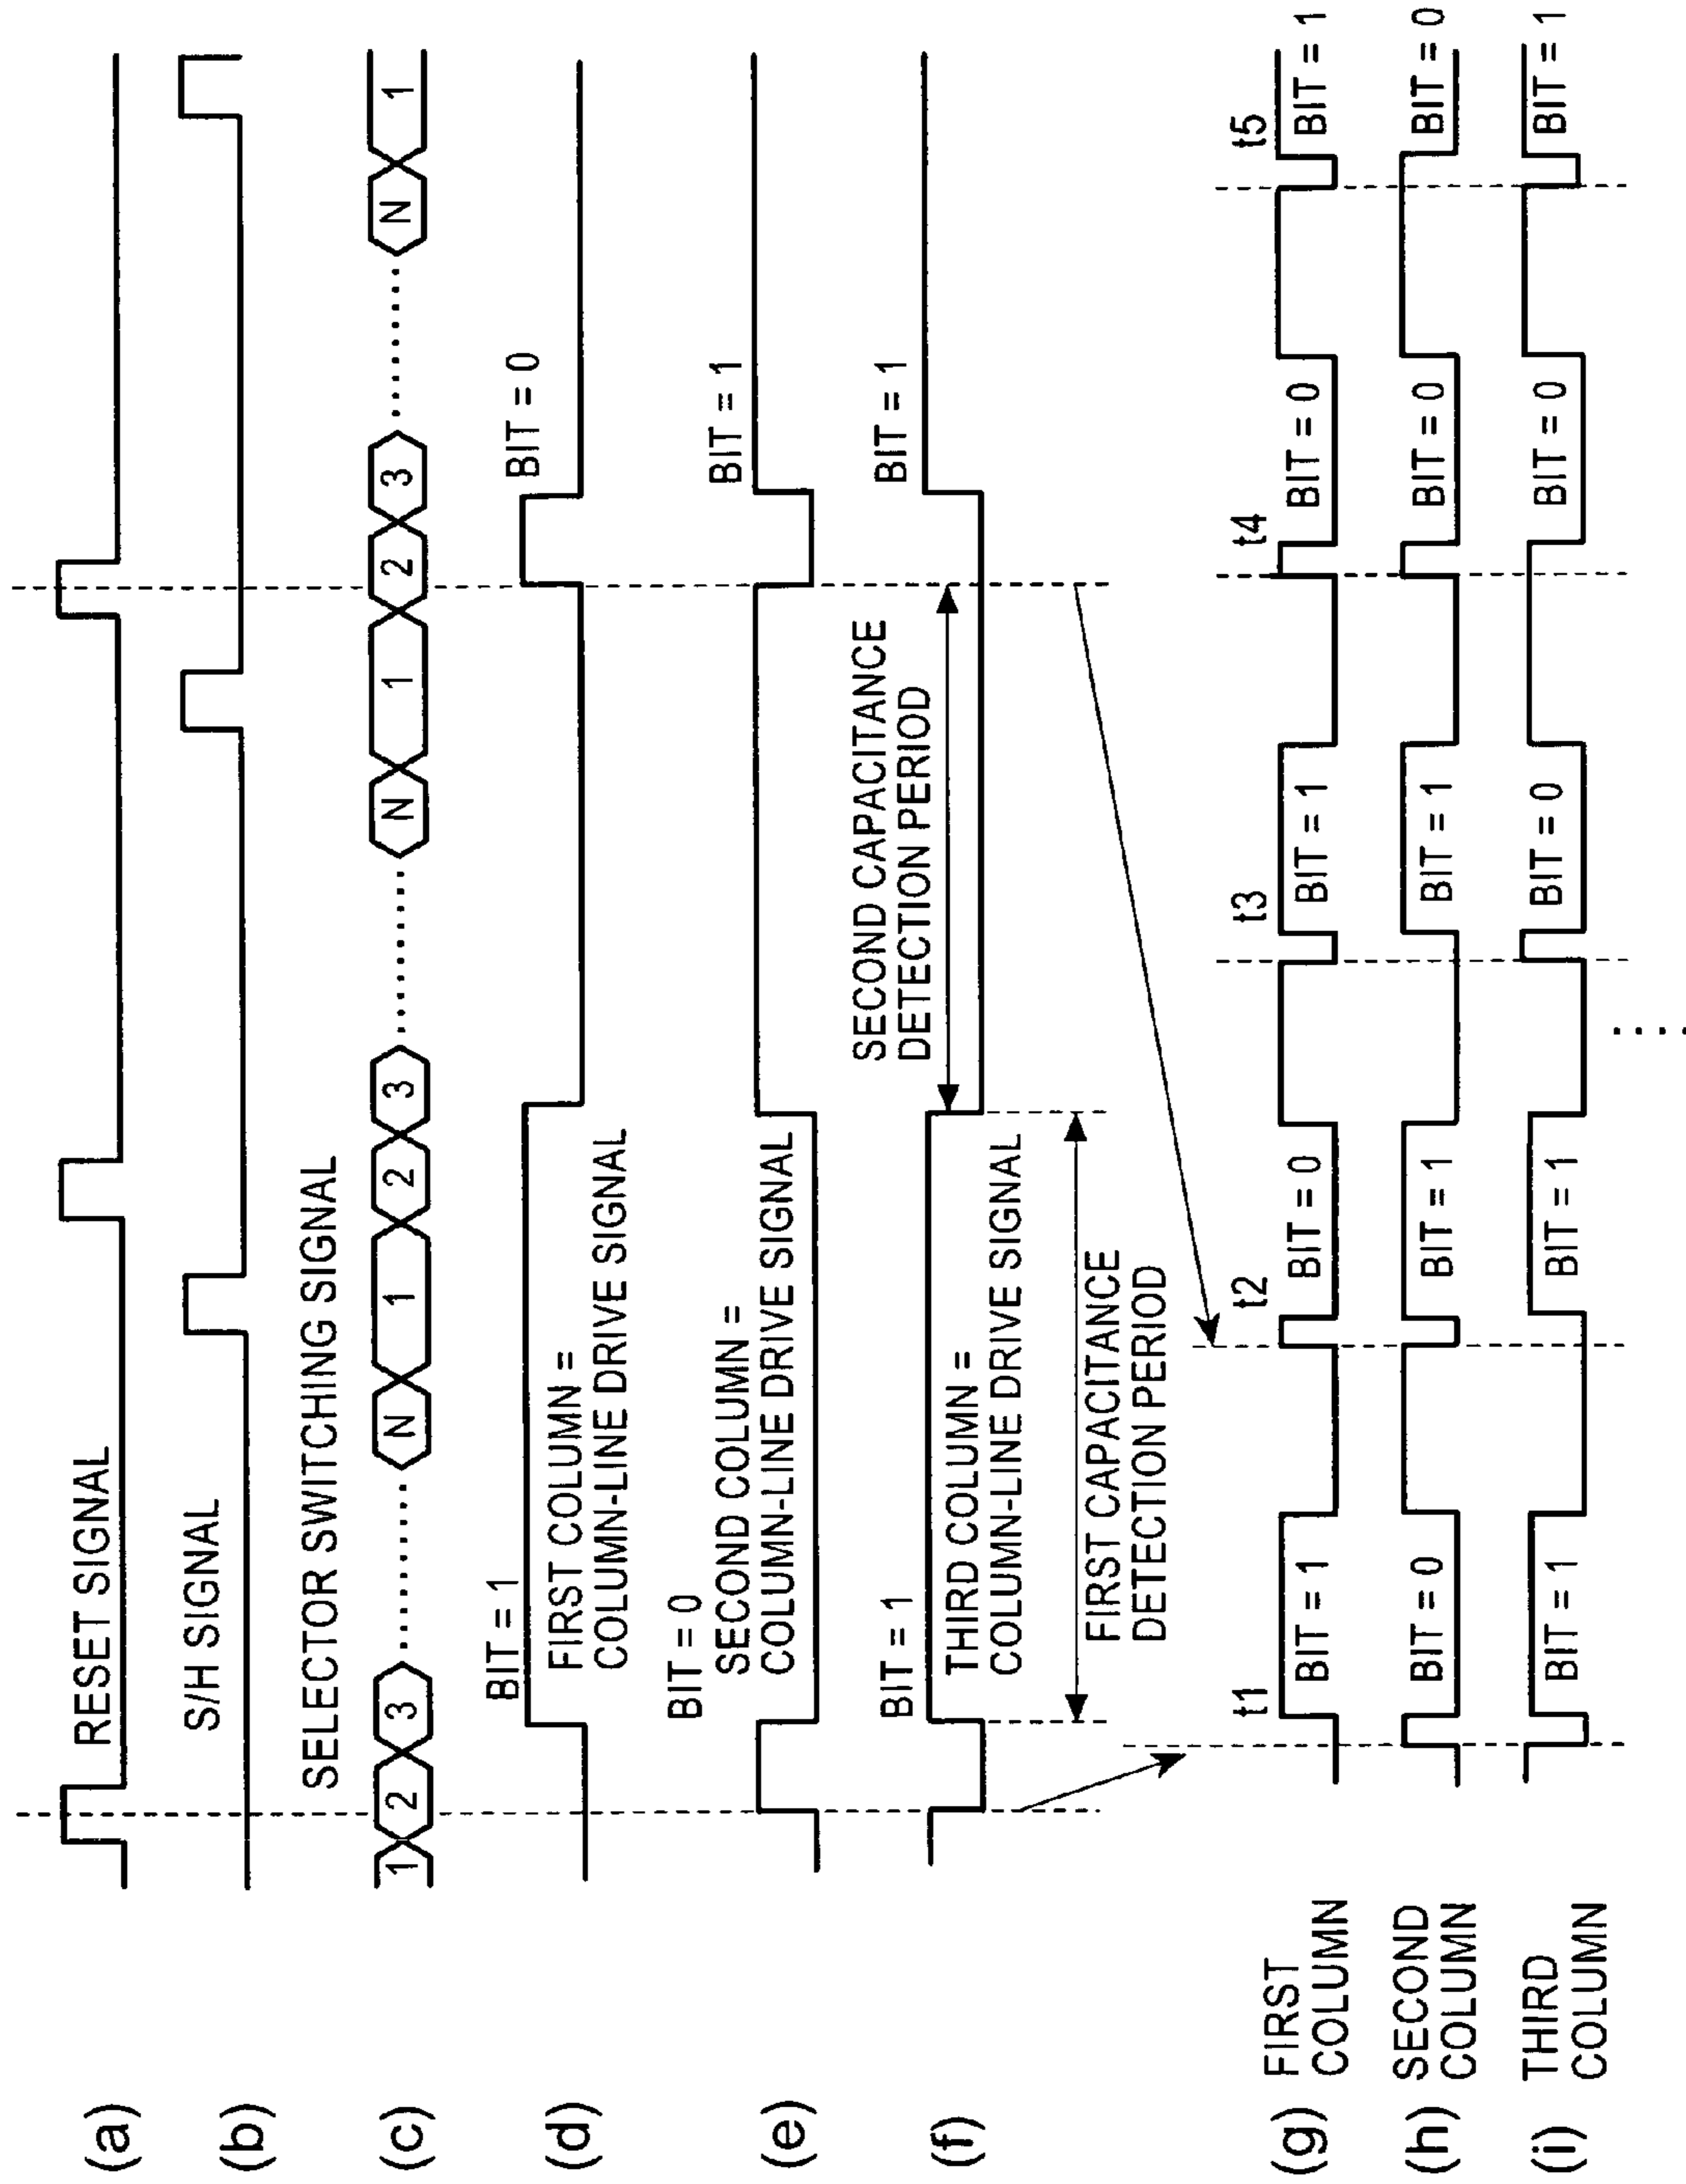 (a)
RESET SIGNAL
(b)
S/H SIGNAL
(c)
SELECTOR SWITCHING SIGNAL
1 2 3 N 1 2 3 N 1 2 3 N 1
(d)
BIT = 1
FIRST COLUMN =
COLUMN-LINE DRIVE SIGNAL
BIT = 0
(e)
BIT = 0
SECOND COLUMN =
COLUMN-LINE DRIVE SIGNAL
BIT = 1
(f)
BIT = 1
THIRD COLUMN =
COLUMN-LINE DRIVE SIGNAL
BIT = 1
SECOND CAPACITANCE
DETECTION PERIOD
FIRST CAPACITANCE
DETECTION PERIOD
t1 t2 t3 t4 t5
(g) FIRST
COLUMN
BIT = 1 BIT = 0 BIT = 1 BIT = 0 BIT = 1
(h) SECOND
COLUMN
BIT = 0 BIT = 1 BIT = 1 BIT = 0 BIT = 0
(i) THIRD
COLUMN
BIT = 1 BIT = 1 BIT = 0 BIT = 0 BIT = 1